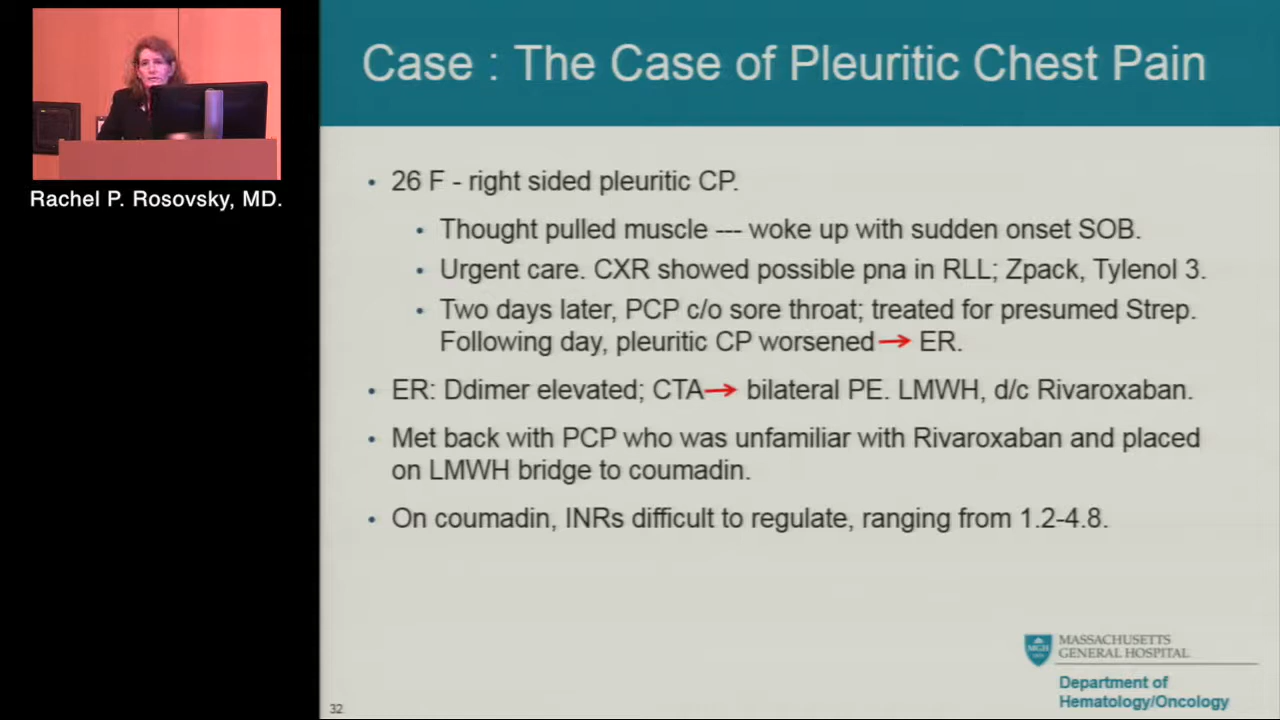 Case : The Case of Pleuritic Chest Pain
Rachel P. Rosovsky, MD.
• 26 F - right sided pleuritic CP.
• Thought pulled muscle --- woke up with sudden onset SOB.
• Urgent care. CXR showed possible pna in RLL; Zpack, Tylenol 3.
• Two days later, PCP c/o sore throat; treated for presumed Strep.
Following day, pleuritic CP worsened → ER.
• ER: Ddimer elevated; CTA → bilateral PE. LMWH, d/c Rivaroxaban.
• Met back with PCP who was unfamiliar with Rivaroxaban and placed
on LMWH bridge to coumadin.
• On coumadin, INRs difficult to regulate, ranging from 1.2-4.8.
MGH
MASSACHUSETTS
GENERAL HOSPITAL
Department of
Hematology/Oncology
32